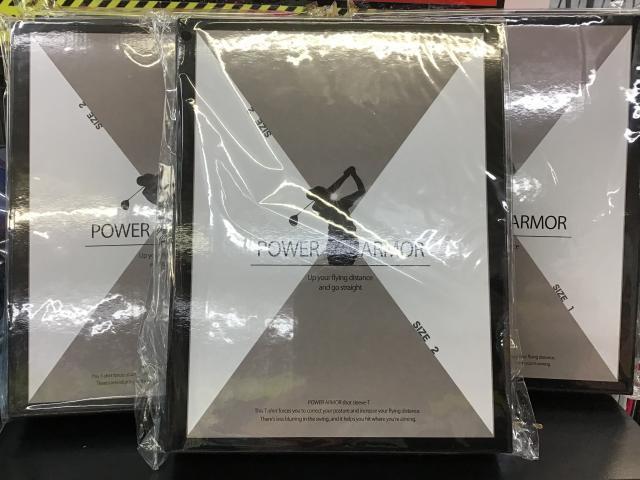 SIZE 2
POWER
SIZE 2
POWER ARMOR
Up your flying distance
and go straight
SIZE 2
POWER ARMOR shot sleeve-T
This T-shirt forces you to correct your posture and increase your flying distance.
There's less blurring in the swing, and it helps you hit where you're aiming.
ARMOR
SIZE 1